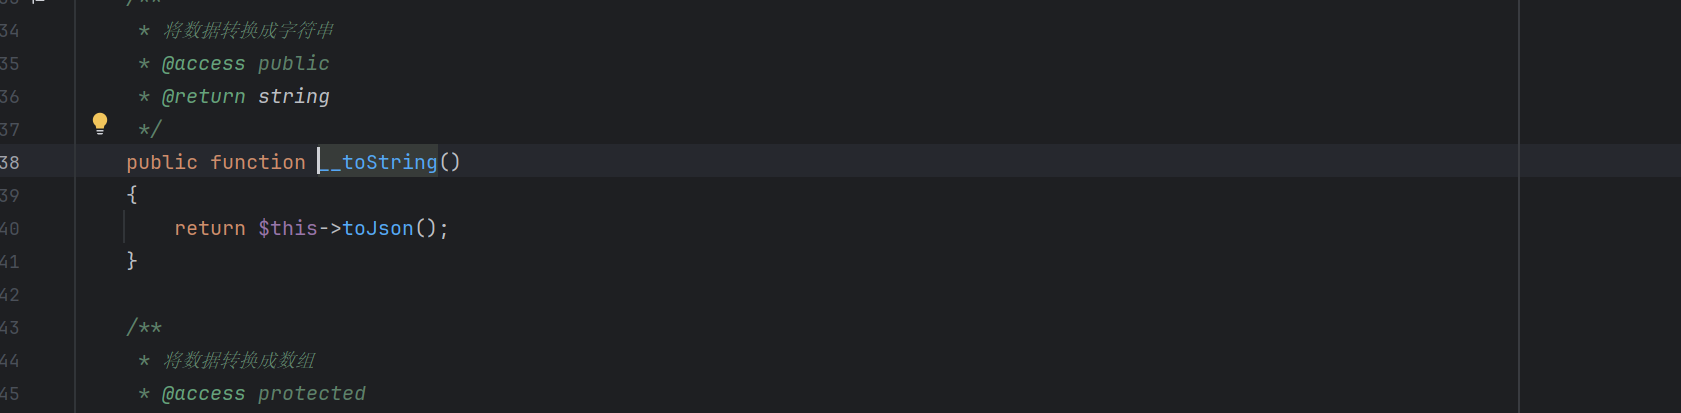 /**
34 * 将数据转换成字符串
35 * @access public
36 * @return string
37 */
38 public function __toString()
39 {
40 return $this->toJson();
41 }
42
43 /**
44 * 将数据转换成数组
45 * @access protected